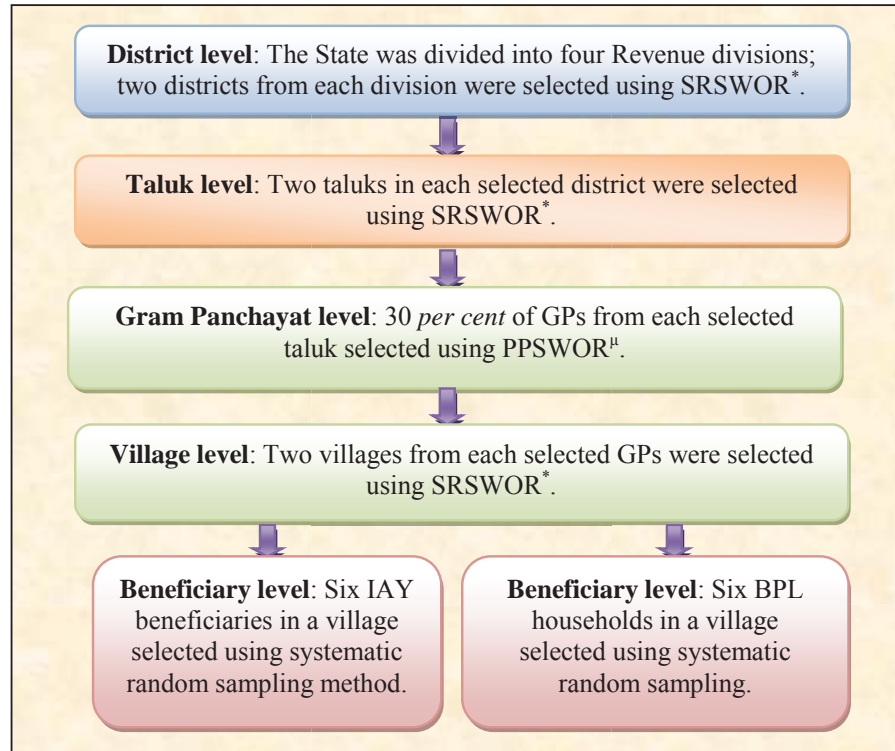 District level: The State was divided into four Revenue divisions;
two districts from each division were selected using SRSWOR*.
Taluk level: Two taluks in each selected district were selected
using SRSWOR*.
Gram Panchayat level: 30 per cent of GPs from each selected
taluk selected using PPSWORµ.
Village level: Two villages from each selected GPs were selected
using SRSWOR*.
Beneficiary level: Six IAY
beneficiaries in a village
selected using systematic
random sampling method.
Beneficiary level: Six BPL
households in a village
selected using systematic
random sampling.